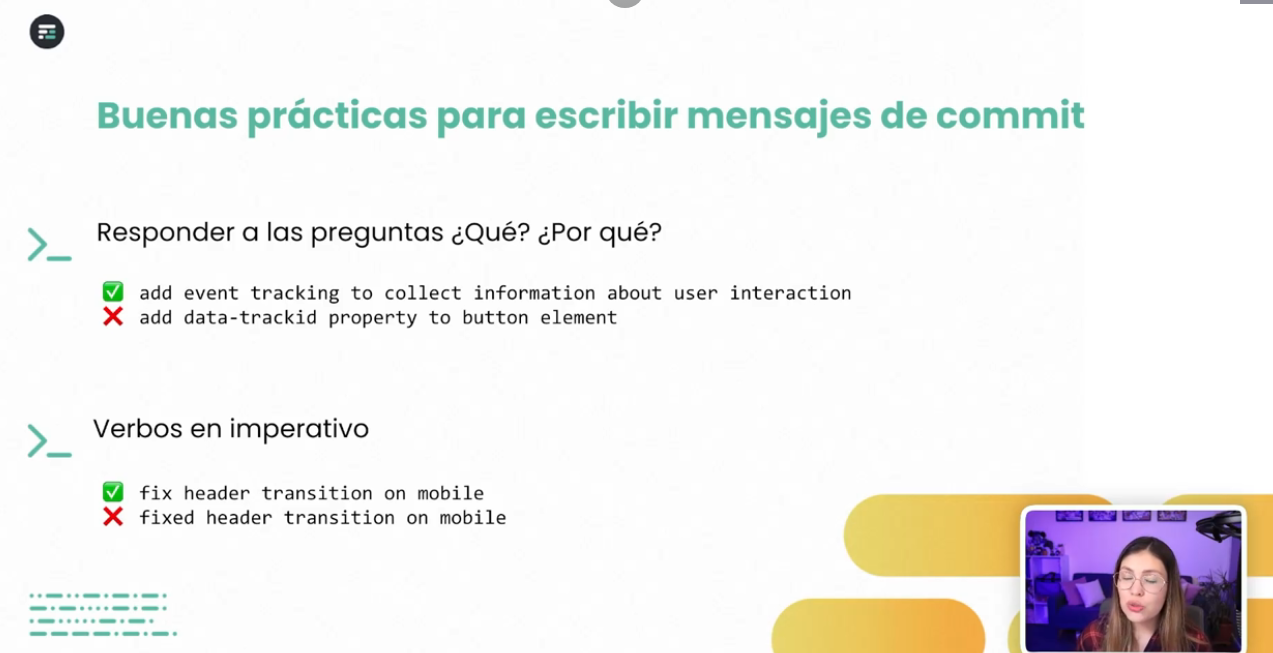 Buenas prácticas para escribir mensajes de commit
Responder a las preguntas ¿Qué? ¿Por qué?
✅ add event tracking to collect information about user interaction
❌ add data-trackid property to button element
Verbos en imperativo
✅ fix header transition on mobile
❌ fixed header transition on mobile